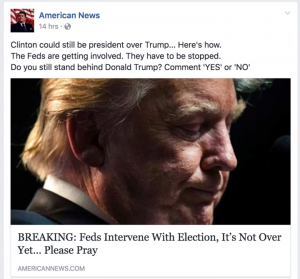 American News
14 hrs ·
Clinton could still be president over Trump... Here's how.
The Feds are getting involved. They have to be stopped.
Do you still stand behind Donald Trump? Comment 'YES' or 'NO'
BREAKING: Feds Intervene With Election, It's Not Over
Yet... Please Pray
AMERICANNEWS.COM